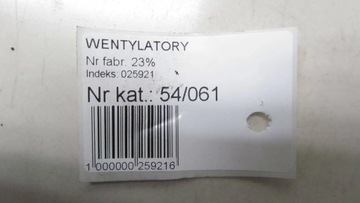 WENTYLATORY
Nr fabr. 23%
Indeks: 025921
Nr kat.: 54/061
1 000000 259216